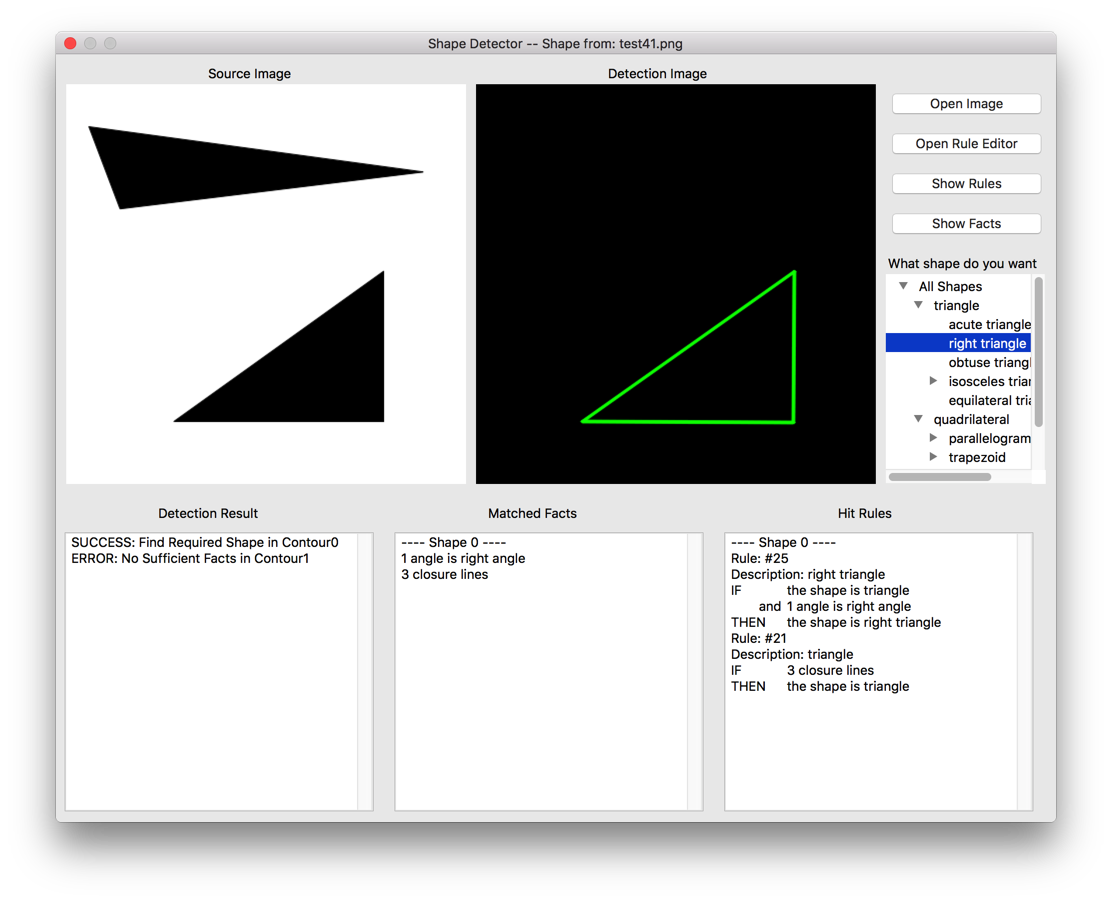 Shape Detector -- Shape from: test41.png
Source Image
Detection Image
Open Image
Open Rule Editor
Show Rules
Show Facts
What shape do you want
All Shapes
triangle
acute triangle
right triangle
obtuse triangl
isosceles trian
equilateral tria
quadrilateral
parallelogram
trapezoid
Detection Result
SUCCESS: Find Required Shape in Contour0
ERROR: No Sufficient Facts in Contour1
Matched Facts
---- Shape 0 ----
1 angle is right angle
3 closure lines
Hit Rules
---- Shape 0 ----
Rule: #25
Description: right triangle
IF the shape is triangle
and 1 angle is right angle
THEN the shape is right triangle
Rule: #21
Description: triangle
IF 3 closure lines
THEN the shape is triangle